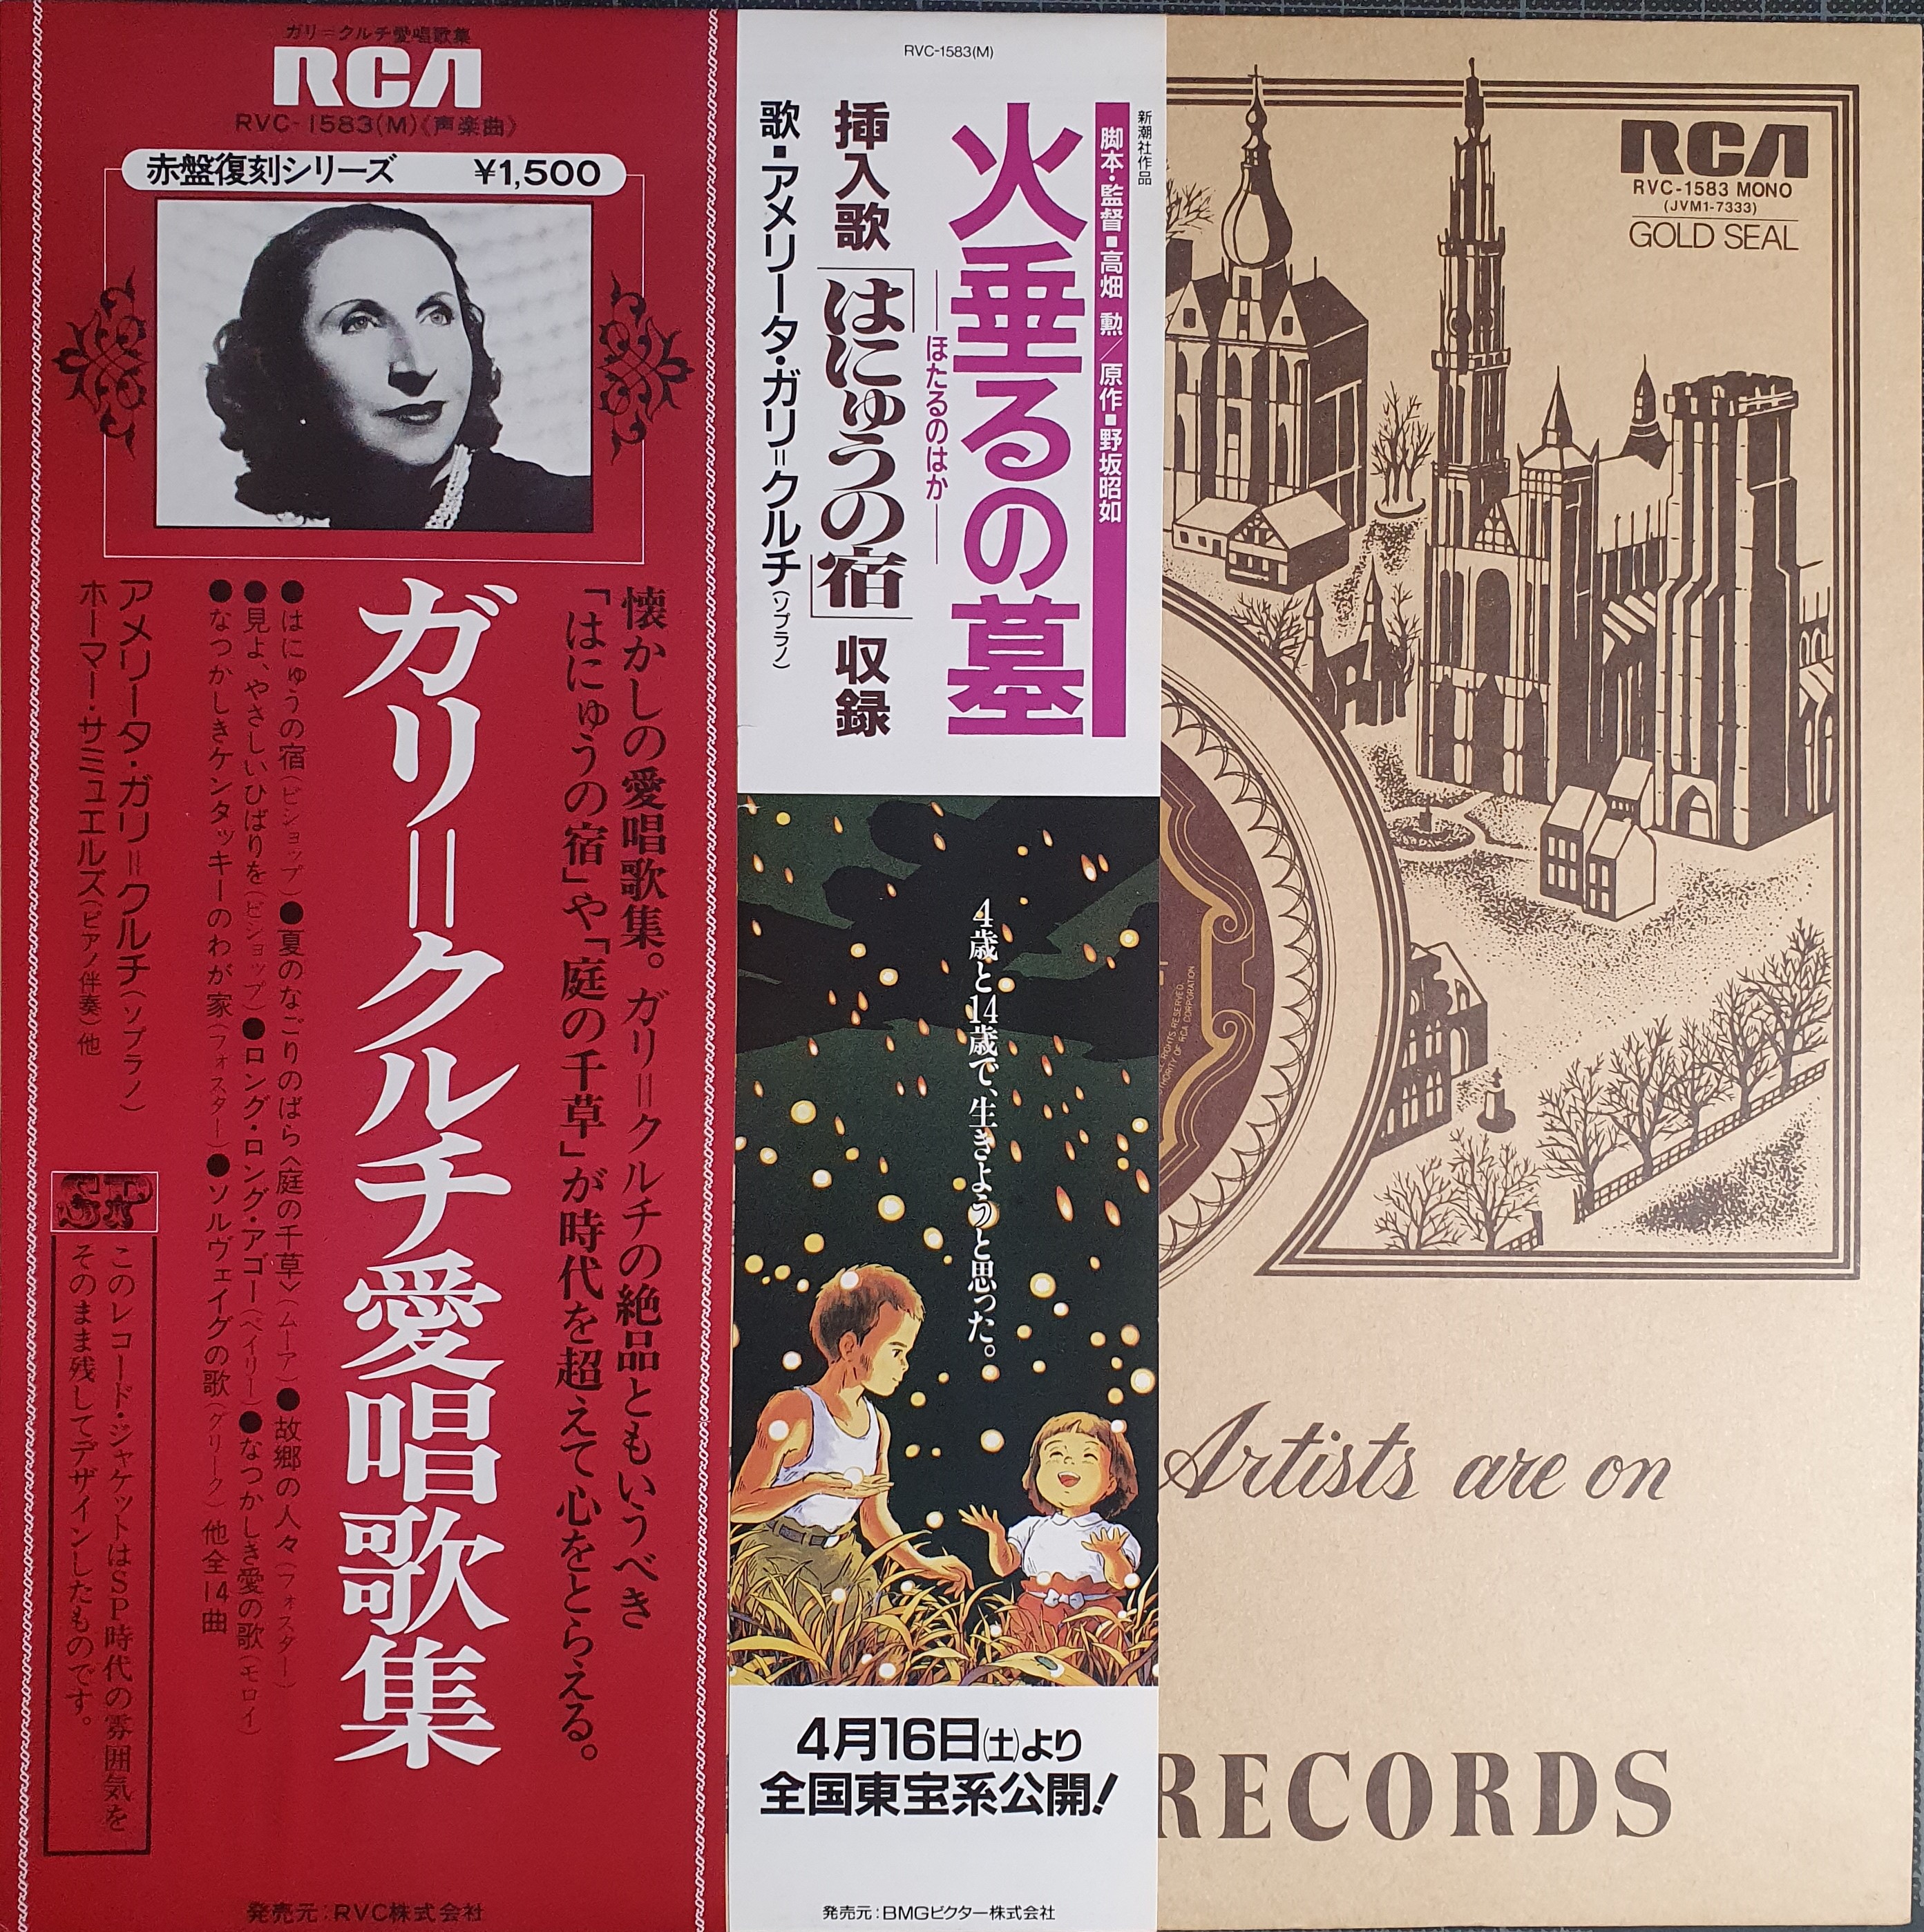 ガリ=クルチ愛唱歌集
RCA
RVC-1583(M)《声楽曲》
赤盤復刻シリーズ ¥1,500
懐かしの愛唱歌集。ガリ=クルチの絶品ともいうべき
「はにゅうの宿」や「庭の千草」が時代を超えて心をとらえる。
ガリ=クルチ愛唱歌集
●はにゅうの宿(ビショップ)●夏のなごりのばら〈庭の千草〉(ムーア)●故郷の人々(フォスター)
●見よ、やさしいひばりを(ビショップ)●ロング・ロング・アゴー(ベイリー)●なつかしき愛の歌(モロイ)
●なつかしきケンタッキーのわが家(フォスター)●ソルヴェイグの歌(グリーク)他全14曲
アメリータ・ガリ=クルチ(ソプラノ)
ホーマー・サミュエルズ(ピアノ伴奏)他
SP
このレコード・ジャケットはSP時代の雰囲気を
そのまま残してデザインしたものです。
発売元:RVC株式会社
RVC-1583(M)
新潮社作品
脚本・監督■高畑 勲／原作■野坂昭如
火垂るの墓
—ほたるのはか—
挿入歌「はにゅうの宿」収録
歌■アメリータ・ガリ=クルチ(ソプラノ)
4歳と14歳で、生きようと思った。
4月16日(土)より
全国東宝系公開!
発売元:BMGビクター株式会社
RCA
RVC-1583 MONO
(JVM1-7333)
GOLD SEAL
RIGHTS RESERVED.
OF RCA CORPORATION
Artists are on
RECORDS